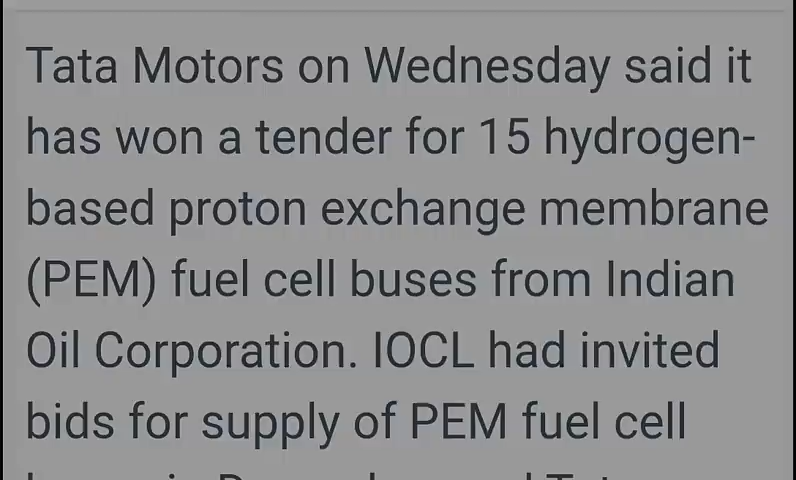 Tata Motors on Wednesday said it
has won a tender for 15 hydrogen-
based proton exchange membrane
(PEM) fuel cell buses from Indian
Oil Corporation. IOCL had invited
bids for supply of PEM fuel cell